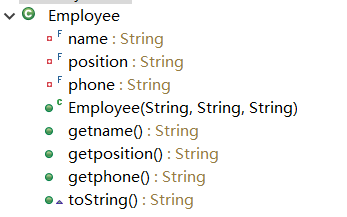 Employee
F name : String
F position : String
F phone : String
C Employee(String, String, String)
getname() : String
getposition() : String
getphone() : String
toString() : String